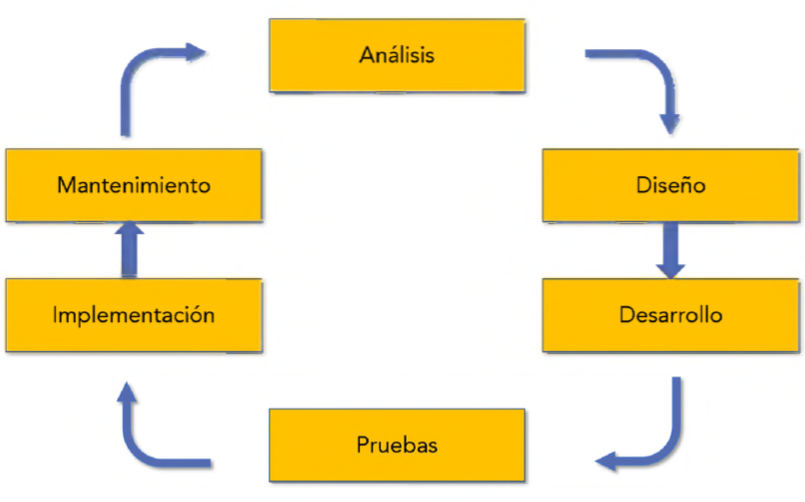 Análisis
Mantenimiento
Diseño
Implementación
Desarrollo
Pruebas